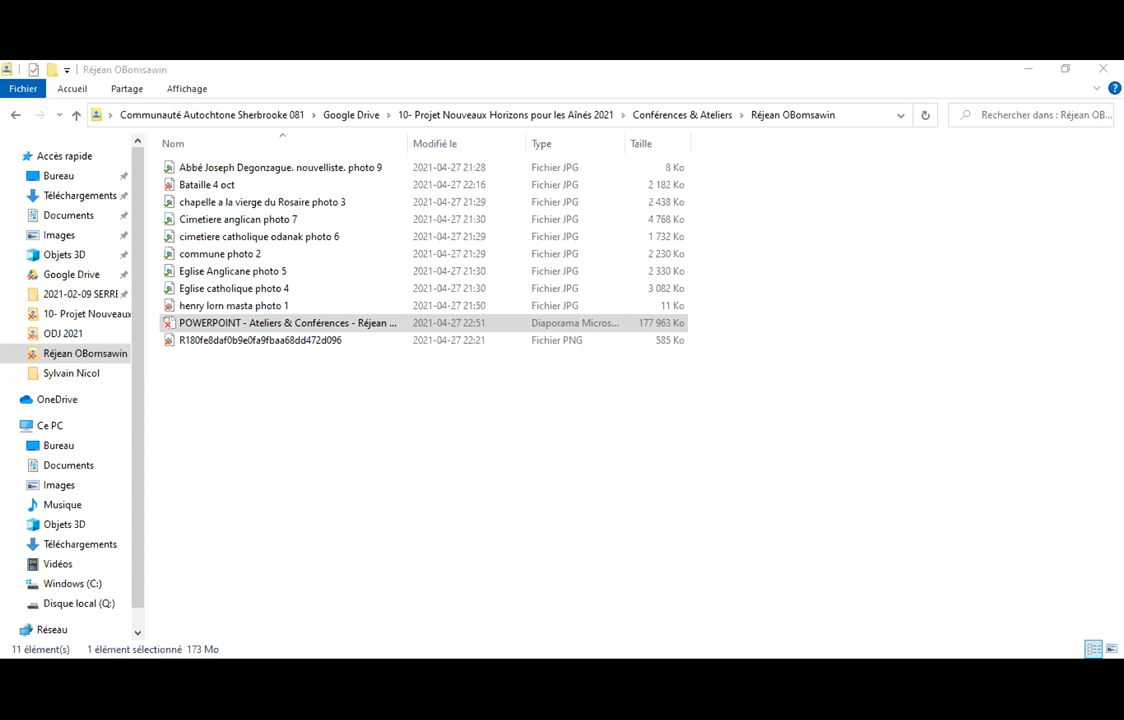 Réjean OBomsawin
Fichier Accueil Partage Affichage
Communauté Autochtone Sherbrooke 081 Google Drive 10- Projet Nouveaux Horizons pour les Aînés 2021 Conférences & Ateliers Réjean OBomsawin Rechercher dans : Réjean OB...
Nom Modifié le Type Taille
Accès rapide
Bureau
Téléchargements
Documents
Images
Objets 3D
Google Drive
2021-02-09 SERRE
10- Projet Nouveaux
ODJ 2021
Réjean OBomsawin
Sylvain Nicol
OneDrive
Ce PC
Bureau
Documents
Images
Musique
Objets 3D
Téléchargements
Vidéos
Windows (C:)
Disque local (Q:)
Réseau
Abbé Joseph Degonzague. nouvelliste. photo 9 2021-04-27 21:28 Fichier JPG 8 Ko
Bataille 4 oct 2021-04-27 22:16 Fichier JPG 2 182 Ko
chapelle a la vierge du Rosaire photo 3 2021-04-27 21:29 Fichier JPG 2 438 Ko
Cimetiere anglican photo 7 2021-04-27 21:30 Fichier JPG 4 768 Ko
cimetiere catholique odanak photo 6 2021-04-27 21:29 Fichier JPG 1 732 Ko
commune photo 2 2021-04-27 21:29 Fichier JPG 2 230 Ko
Eglise Anglicane photo 5 2021-04-27 21:30 Fichier JPG 2 330 Ko
Eglise catholique photo 4 2021-04-27 21:30 Fichier JPG 3 082 Ko
henry lorn masta photo 1 2021-04-27 21:50 Fichier JPG 11 Ko
POWERPOINT - Ateliers & Conférences - Réjean ... 2021-04-27 22:51 Diaporama Micros... 177 963 Ko
R180fe8daf0b9e0fa9fbaa68dd472d096 2021-04-27 22:21 Fichier PNG 585 Ko
11 élément(s) 1 élément sélectionné 173 Mo